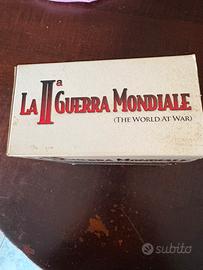 LA IIª GUERRA MONDIALE
(THE WORLD AT WAR)
subito